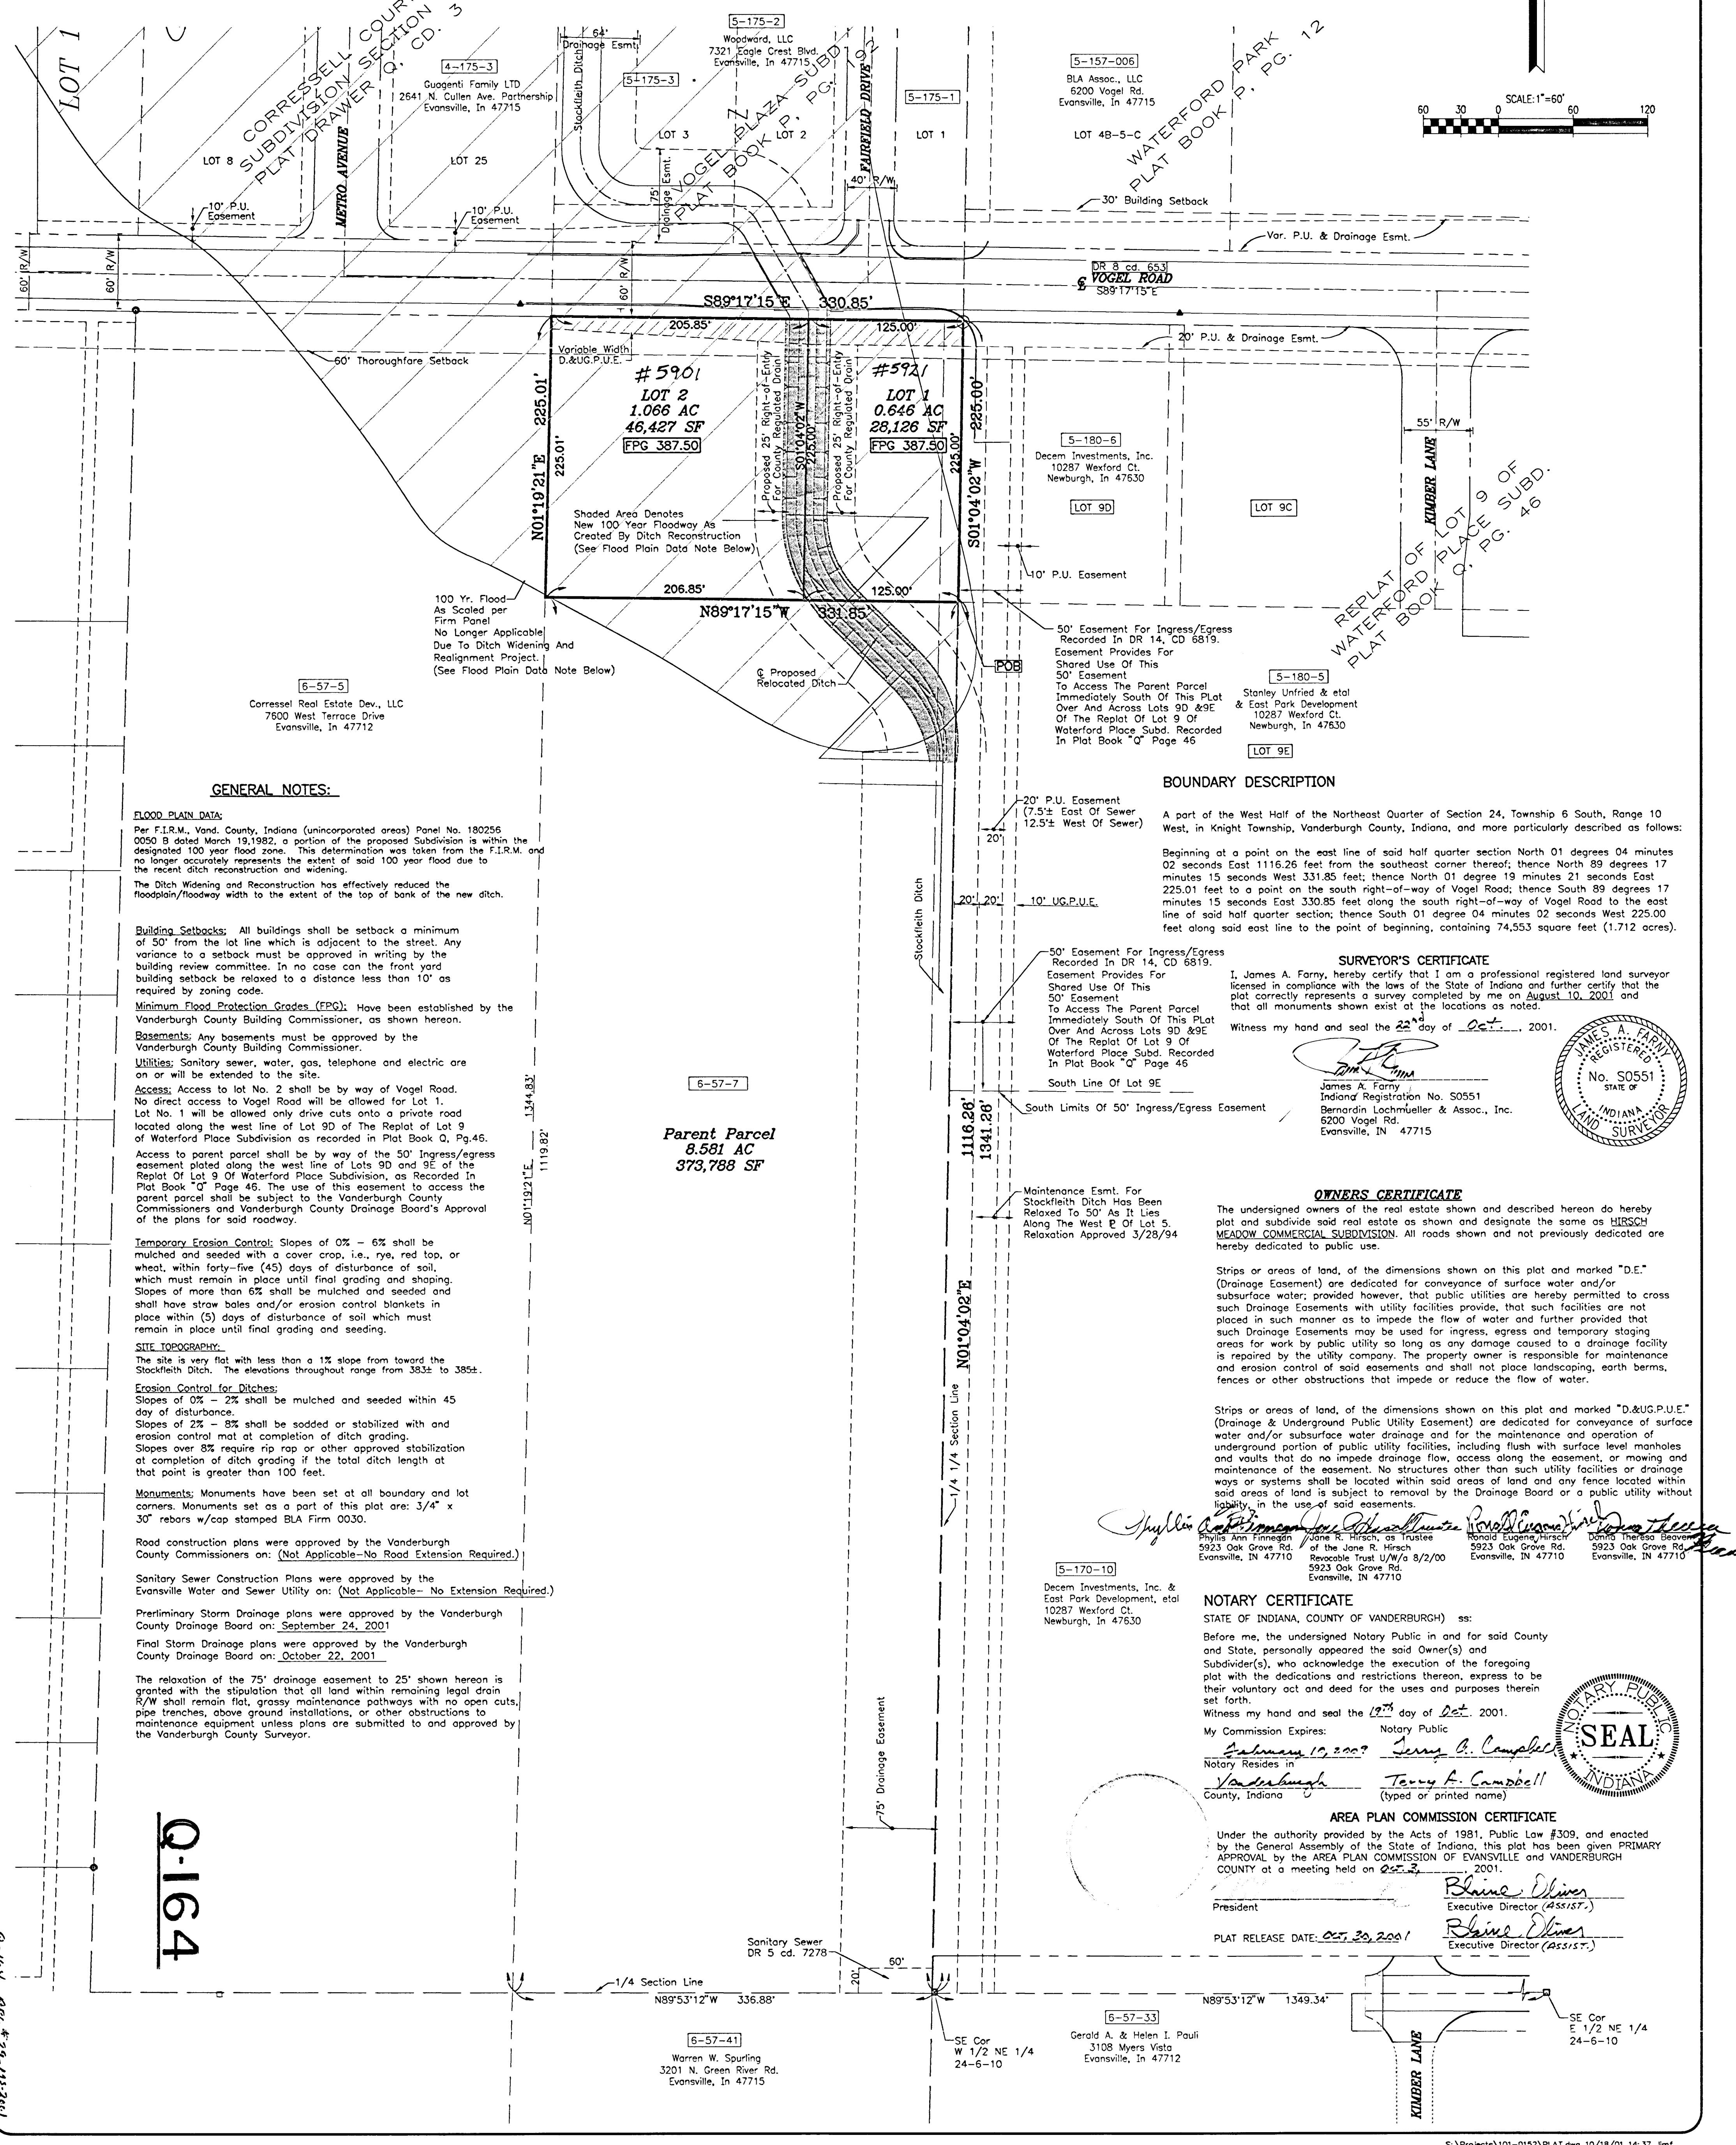 LOT 1
CORRESSELL COURT
SUBDIVISION SECTION
PLAT DRAWER Q, CD. 3
4-175-3
Guagenti Family LTD
2641 N. Cullen Ave. Partnership
Evansville, In 47715
LOT 8
METRO AVENUE
LOT 25
64'
Drainage Esmt.
Stockfleith Ditch
5-175-2
Woodward, LLC
7321 Eagle Crest Blvd.
Evansville, In 47715
5-175-3
LOT 3
LOT 2
VOGEL PLAZA SUBD
PLAT BOOK P, PG. 92
75'
Drainage Esmt.
FAIRFIELD DRIVE
40' R/W
5-175-1
LOT 1
5-157-006
BLA Assoc., LLC
6200 Vogel Rd.
Evansville, In 47715
LOT 4B-5-C
WATERFORD PARK
PLAT BOOK P, PG. 12
SCALE: 1"=60'
60 30 0 60 120
10' P.U.
Easement
10' P.U.
Easement
30' Building Setback
Var. P.U. & Drainage Esmt.
60' R/W
60' R/W
60' R/W
DR 8 cd. 653
VOGEL ROAD
S89°17'15"E
S89°17'15"E 330.85'
205.85'
125.00'
20' P.U. & Drainage Esmt.
60' Thoroughfare Setback
Variable Width
D.&UG.P.U.E.
#5901
LOT 2
1.066 AC
46,427 SF
FPG 387.50
Proposed 25' Right-of-Entry
For County Regulated Drain
S01°04'02"W
225.00'
Proposed 25' Right-of-Entry
For County Regulated Drain
#5921
LOT 1
0.646 AC
28,126 SF
FPG 387.50
N01°19'21"E 225.01'
225.01'
225.00'
S01°04'02"W 225.00'
5-180-6
Decem Investments, Inc.
10287 Wexford Ct.
Newburgh, In 47630
LOT 9D
LOT 9C
55' R/W
KIMBER LANE
REPLAT OF LOT 9 OF
WATERFORD PLACE SUBD.
PLAT BOOK Q, PG. 46
Shaded Area Denotes
New 100 Year Floodway As
Created By Ditch Reconstruction
(See Flood Plain Data Note Below)
10' P.U. Easement
206.85'
125.00'
N89°17'15"W 331.85'
100 Yr. Flood
As Scaled per
Firm Panel
No Longer Applicable
Due To Ditch Widening And
Realignment Project.
(See Flood Plain Data Note Below)
℄ Proposed
Relocated Ditch
POB
50' Easement For Ingress/Egress
Recorded In DR 14, CD 6819.
Easement Provides For
Shared Use Of This
50' Easement
To Access The Parent Parcel
Immediately South Of This PLat
Over And Across Lots 9D &9E
Of The Replat Of Lot 9 Of
Waterford Place Subd. Recorded
In Plat Book "Q" Page 46
5-180-5
Stanley Unfried & etal
& East Park Development
10287 Wexford Ct.
Newburgh, In 47630
LOT 9E
6-57-5
Corressel Real Estate Dev., LLC
7600 West Terrace Drive
Evansville, In 47712
GENERAL NOTES:
FLOOD PLAIN DATA:
Per F.I.R.M., Vand. County, Indiana (unincorporated areas) Panel No. 180256
0050 B dated March 19,1982, a portion of the proposed Subdivision is within the
designated 100 year flood zone. This determination was taken from the F.I.R.M. and
no longer accurately represents the extent of said 100 year flood due to
the recent ditch reconstruction and widening.
The Ditch Widening and Reconstruction has effectively reduced the
floodplain/floodway width to the extent of the top of bank of the new ditch.
Building Setbacks: All buildings shall be setback a minimum
of 50' from the lot line which is adjacent to the street. Any
variance to a setback must be approved in writing by the
building review committee. In no case can the front yard
building setback be relaxed to a distance less than 10' as
required by zoning code.
Minimum Flood Protection Grades (FPG): Have been established by the
Vanderburgh County Building Commissioner, as shown hereon.
Basements: Any basements must be approved by the
Vanderburgh County Building Commissioner.
Utilities: Sanitary sewer, water, gas, telephone and electric are
on or will be extended to the site.
Access: Access to lot No. 2 shall be by way of Vogel Road.
No direct access to Vogel Road will be allowed for Lot 1.
Lot No. 1 will be allowed only drive cuts onto a private road
located along the west line of Lot 9D of The Replat of Lot 9
of Waterford Place Subdivision as recorded in Plat Book Q, Pg.46.
Access to parent parcel shall be by way of the 50' Ingress/egress
easement plated along the west line of Lots 9D and 9E of the
Replat Of Lot 9 Of Waterford Place Subdivision, as Recorded In
Plat Book "Q" Page 46. The use of this easement to access the
parent parcel shall be subject to the Vanderburgh County
Commissioners and Vanderburgh County Drainage Board's Approval
of the plans for said roadway.
Temporary Erosion Control: Slopes of 0% – 6% shall be
mulched and seeded with a cover crop, i.e., rye, red top, or
wheat, within forty-five (45) days of disturbance of soil,
which must remain in place until final grading and shaping.
Slopes of more than 6% shall be mulched and seeded and
shall have straw bales and/or erosion control blankets in
place within (5) days of disturbance of soil which must
remain in place until final grading and seeding.
SITE TOPOGRAPHY:
The site is very flat with less than a 1% slope from toward the
Stockfleith Ditch. The elevations throughout range from 383± to 385±.
Erosion Control for Ditches:
Slopes of 0% – 2% shall be mulched and seeded within 45
day of disturbance.
Slopes of 2% – 8% shall be sodded or stabilized with and
erosion control mat at completion of ditch grading.
Slopes over 8% require rip rap or other approved stabilization
at completion of ditch grading if the total ditch length at
that point is greater than 100 feet.
Monuments: Monuments have been set at all boundary and lot
corners. Monuments set as a part of this plat are: 3/4" x
30" rebars w/cap stamped BLA Firm 0030.
Road construction plans were approved by the Vanderburgh
County Commissioners on: (Not Applicable–No Road Extension Required.)
Sanitary Sewer Construction Plans were approved by the
Evansville Water and Sewer Utility on: (Not Applicable– No Extension Required.)
Prerliminary Storm Drainage plans were approved by the Vanderburgh
County Drainage Board on: September 24, 2001
Final Storm Drainage plans were approved by the Vanderburgh
County Drainage Board on: October 22, 2001
The relaxation of the 75' drainage easement to 25' shown hereon is
granted with the stipulation that all land within remaining legal drain
R/W shall remain flat, grassy maintenance pathways with no open cuts,
pipe trenches, above ground installations, or other obstructions to
maintenance equipment unless plans are submitted to and approved by
the Vanderburgh County Surveyor.
Q-164
N01°19'21"E 1344.83'
1119.82'
6-57-7
Parent Parcel
8.581 AC
373,788 SF
Stockfleith Ditch
75' Drainage Easement
20' P.U. Easement
(7.5'± East Of Sewer
12.5'± West Of Sewer)
20'
20' 20'
10' UG.P.U.E.
50' Easement For Ingress/Egress
Recorded In DR 14, CD 6819.
Easement Provides For
Shared Use Of This
50' Easement
To Access The Parent Parcel
Immediately South Of This PLat
Over And Across Lots 9D &9E
Of The Replat Of Lot 9 Of
Waterford Place Subd. Recorded
In Plat Book "Q" Page 46
South Line Of Lot 9E
South Limits Of 50' Ingress/Egress Easement
1116.26'
1341.26'
Maintenance Esmt. For
Stockfleith Ditch Has Been
Relaxed To 50' As It Lies
Along The West ⅊ Of Lot 5.
Relaxation Approved 3/28/94
N01°04'02"E
1/4 1/4 Section Line
BOUNDARY DESCRIPTION
A part of the West Half of the Northeast Quarter of Section 24, Township 6 South, Range 10
West, in Knight Township, Vanderburgh County, Indiana, and more particularly described as follows:
Beginning at a point on the east line of said half quarter section North 01 degrees 04 minutes
02 seconds East 1116.26 feet from the southeast corner thereof; thence North 89 degrees 17
minutes 15 seconds West 331.85 feet; thence North 01 degree 19 minutes 21 seconds East
225.01 feet to a point on the south right-of-way of Vogel Road; thence South 89 degrees 17
minutes 15 seconds East 330.85 feet along the south right-of-way of Vogel Road to the east
line of said half quarter section; thence South 01 degree 04 minutes 02 seconds West 225.00
feet along said east line to the point of beginning, containing 74,553 square feet (1.712 acres).
SURVEYOR'S CERTIFICATE
I, James A. Farny, hereby certify that I am a professional registered land surveyor
licensed in compliance with the laws of the State of Indiana and further certify that the
plat correctly represents a survey completed by me on August 10, 2001 and
that all monuments shown exist at the locations as noted.
Witness my hand and seal the 22nd day of Oct., 2001.
James A. Farny
Indiana Registration No. S0551
Bernardin Lochmueller & Assoc., Inc.
6200 Vogel Rd.
Evansville, IN 47715
JAMES A. FARNY
REGISTERED
No. S0551
STATE OF
INDIANA
LAND SURVEYOR
OWNERS CERTIFICATE
The undersigned owners of the real estate shown and described hereon do hereby
plat and subdivide said real estate as shown and designate the same as HIRSCH
MEADOW COMMERCIAL SUBDIVISION. All roads shown and not previously dedicated are
hereby dedicated to public use.
Strips or areas of land, of the dimensions shown on this plat and marked "D.E."
(Drainage Easement) are dedicated for conveyance of surface water and/or
subsurface water; provided however, that public utilities are hereby permitted to cross
such Drainage Easements with utility facilities provide, that such facilities are not
placed in such manner as to impede the flow of water and further provided that
such Drainage Easements may be used for ingress, egress and temporary staging
areas for work by public utility so long as any damage caused to a drainage facility
is repaired by the utility company. The property owner is responsible for maintenance
and erosion control of said easements and shall not place landscaping, earth berms,
fences or other obstructions that impede or reduce the flow of water.
Strips or areas of land, of the dimensions shown on this plat and marked "D.&UG.P.U.E."
(Drainage & Underground Public Utility Easement) are dedicated for conveyance of surface
water and/or subsurface water drainage and for the maintenance and operation of
underground portion of public utility facilities, including flush with surface level manholes
and vaults that do no impede drainage flow, access along the easement, or mowing and
maintenance of the easement. No structures other than such utility facilities or drainage
ways or systems shall be located within said areas of land and any fence located within
said areas of land is subject to removal by the Drainage Board or a public utility without
liability, in the use of said easements.
Phyllis Ann Finnegan
5923 Oak Grove Rd.
Evansville, IN 47710
Jane R. Hirsch, as Trustee
of the Jane R. Hirsch
Revocable Trust U/W/a 8/2/00
5923 Oak Grove Rd.
Evansville, IN 47710
Ronald Eugene Hirsch
5923 Oak Grove Rd.
Evansville, IN 47710
Donna Theresa Beaven
5923 Oak Grove Rd.
Evansville, IN 47710
5-170-10
Decem Investments, Inc. &
East Park Development, etal
10287 Wexford Ct.
Newburgh, In 47630
NOTARY CERTIFICATE
STATE OF INDIANA, COUNTY OF VANDERBURGH) ss:
Before me, the undersigned Notary Public in and for said County
and State, personally appeared the said Owner(s) and
Subdivider(s), who acknowledge the execution of the foregoing
plat with the dedications and restrictions thereon, express to be
their voluntary act and deed for the uses and purposes therein
set forth.
Witness my hand and seal the 19th day of Oct. 2001.
My Commission Expires: Notary Public
February 10, 2009 Terry A. Campbell
Notary Resides in
Vanderburgh Terry A. Campbell
County, Indiana (typed or printed name)
NOTARY PUBLIC
SEAL
INDIANA
AREA PLAN COMMISSION CERTIFICATE
Under the authority provided by the Acts of 1981, Public Law #309, and enacted
by the General Assembly of the State of Indiana, this plat has been given PRIMARY
APPROVAL by the AREA PLAN COMMISSION OF EVANSVILLE and VANDERBURGH
COUNTY at a meeting held on Oct. 3, 2001.
Blaine Oliver
President Executive Director (ASSIST.)
PLAT RELEASE DATE: Oct, 30, 2001 Blaine Oliver
Executive Director (ASSIST.)
Sanitary Sewer
DR 5 cd. 7278
60'
20'
1/4 Section Line
N89°53'12"W 336.88'
N89°53'12"W 1349.34'
6-57-41
Warren W. Spurling
3201 N. Green River Rd.
Evansville, In 47715
SE Cor
W 1/2 NE 1/4
24-6-10
6-57-33
Gerald A. & Helen I. Pauli
3108 Myers Vista
Evansville, In 47712
KIMBER LANE
SE Cor
E 1/2 NE 1/4
24-6-10